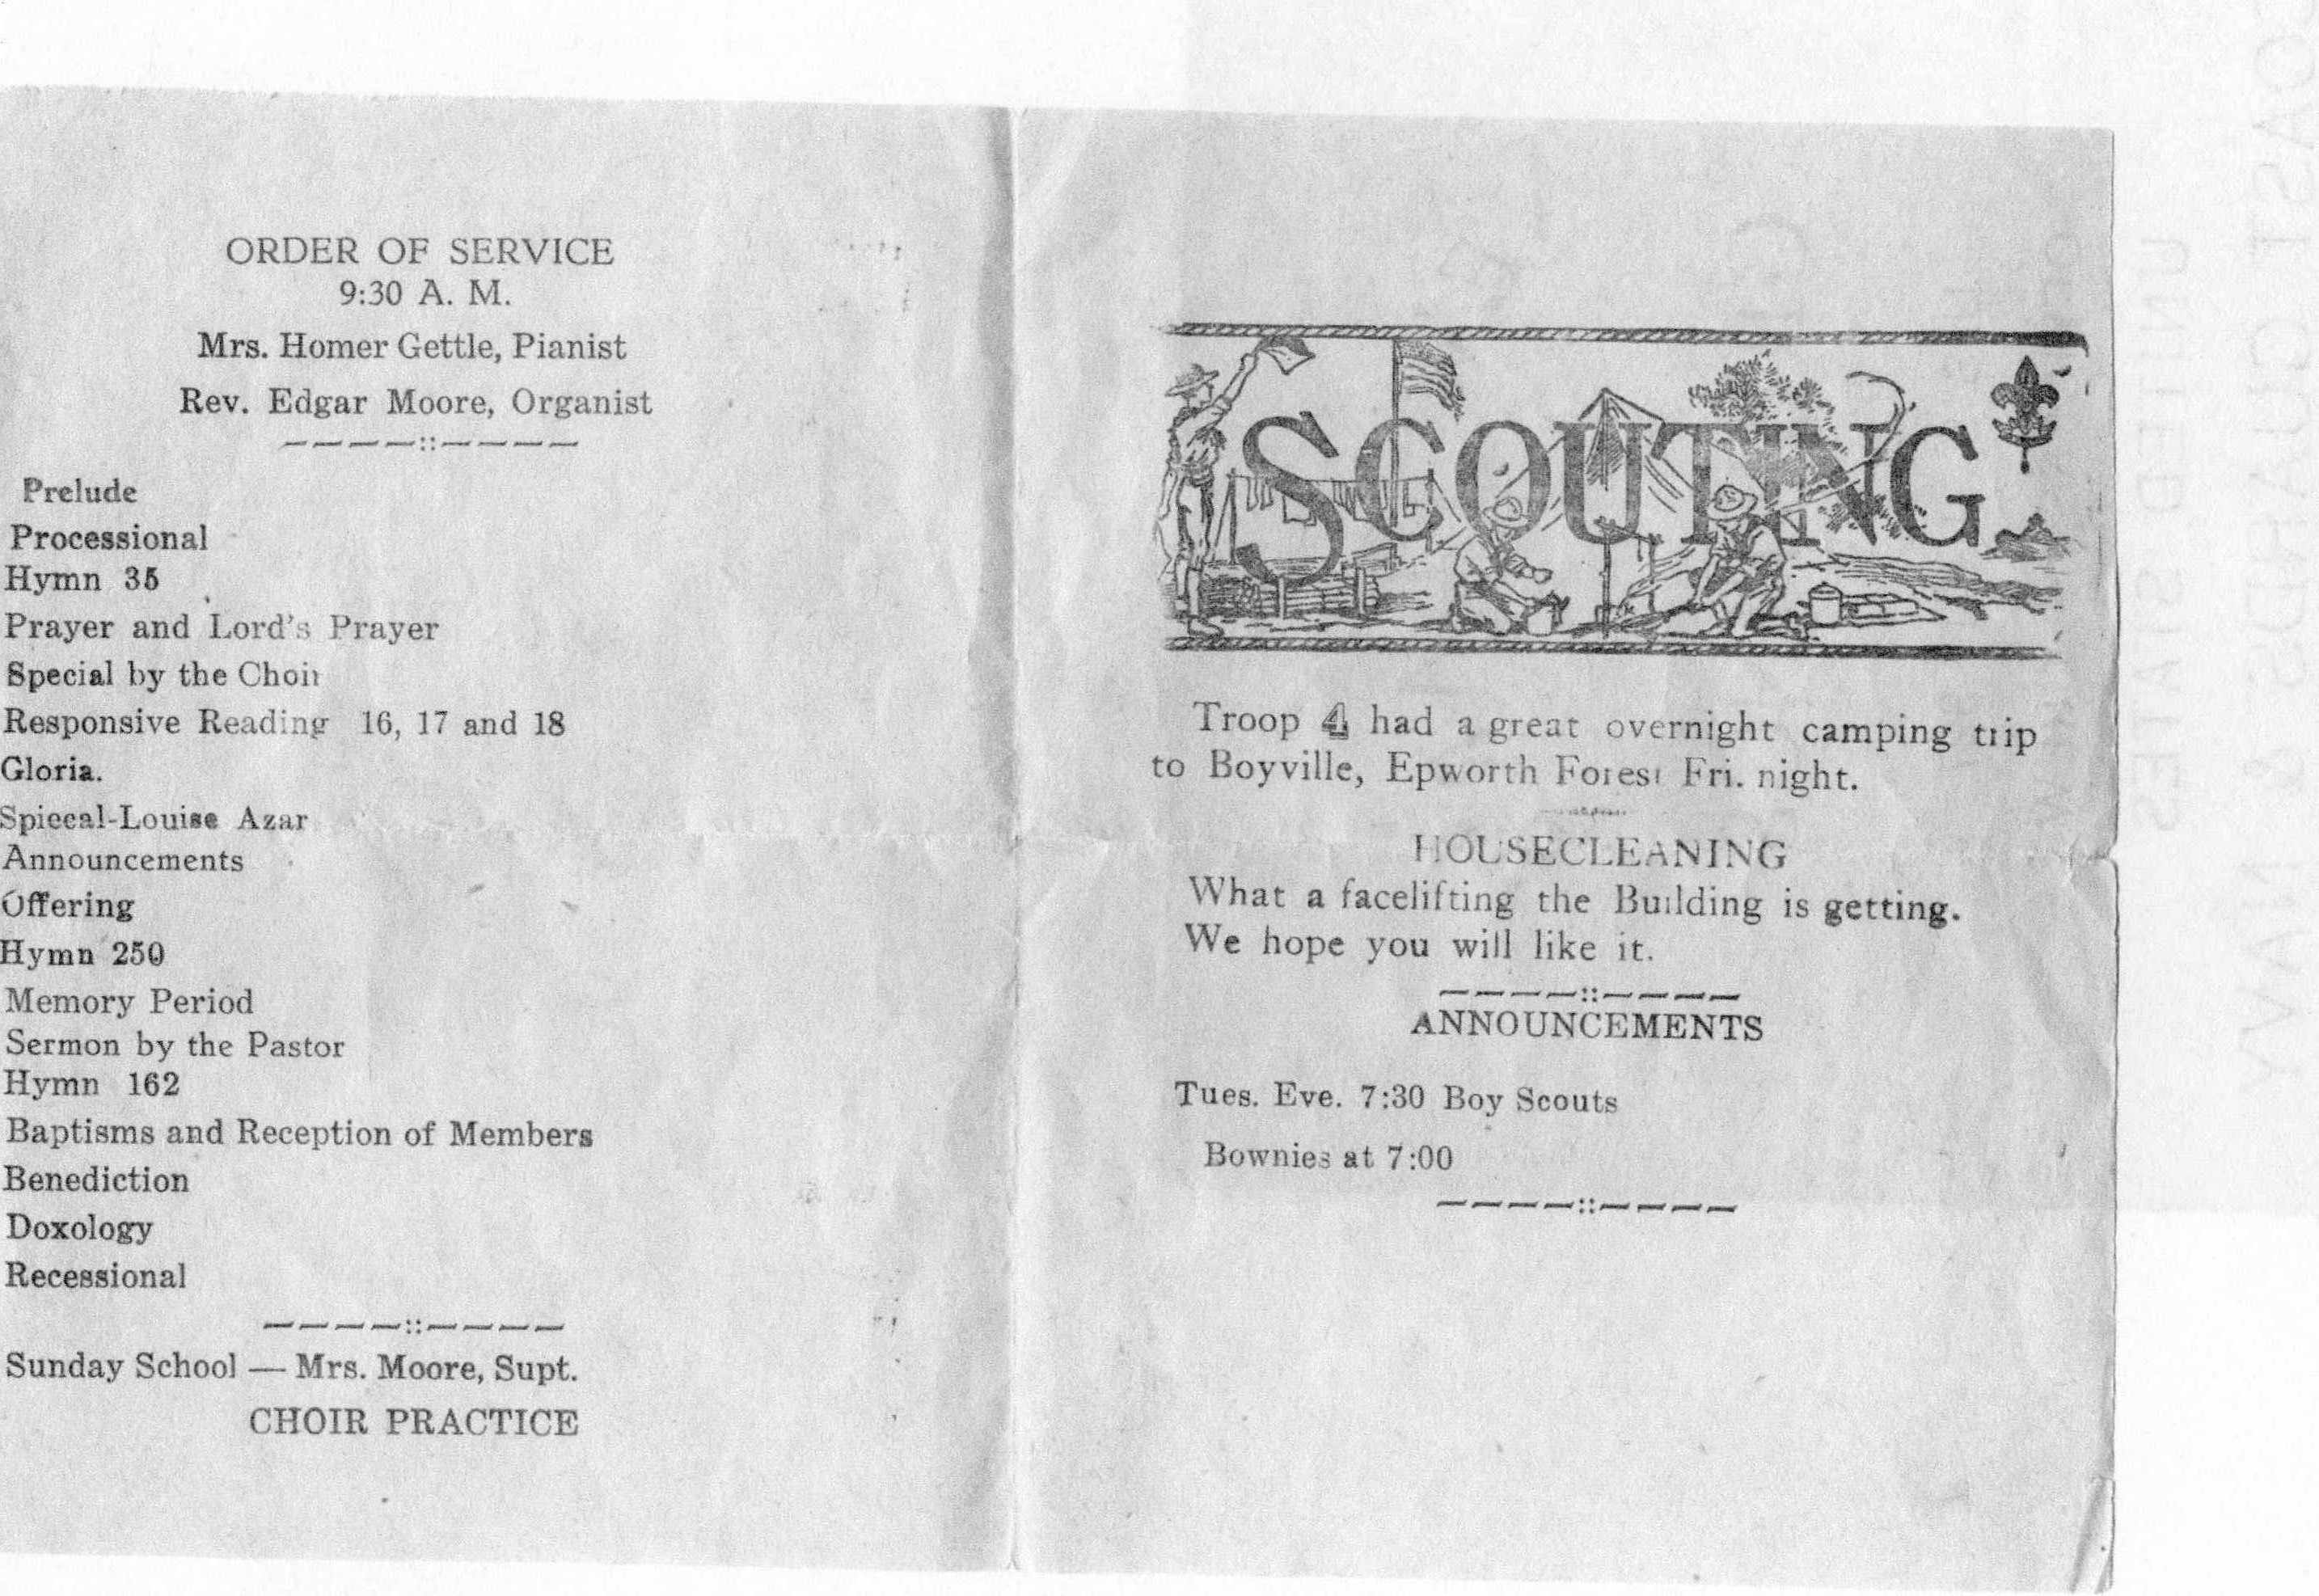 ORDER OF SERVICE
9:30 A. M.
Mrs. Homer Gettle, Pianist
Rev. Edgar Moore, Organist
————::————
Prelude
Processional
Hymn 35
Prayer and Lord's Prayer
Special by the Choir
Responsive Reading 16, 17 and 18
Gloria.
Spiecal-Louise Azar
Announcements
Offering
Hymn 250
Memory Period
Sermon by the Pastor
Hymn 162
Baptisms and Reception of Members
Benediction
Doxology
Recessional
————::————
Sunday School — Mrs. Moore, Supt.
CHOIR PRACTICE
SCOUTING
Troop 4 had a great overnight camping trip
to Boyville, Epworth Forest Fri. night.
HOUSECLEANING
What a facelifting the Building is getting.
We hope you will like it.
————::————
ANNOUNCEMENTS
Tues. Eve. 7:30 Boy Scouts
Bownies at 7:00
————::————